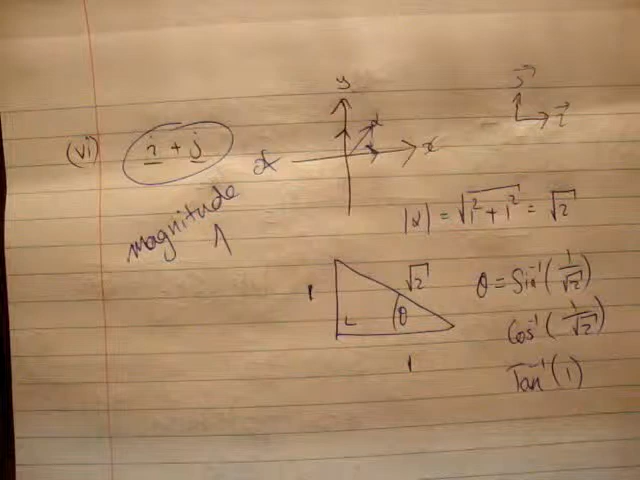 y
j⃗
(vi) i + j
α
x
i⃗
magnitude
1
|α| = √1² + 1² = √2
1
√2
θ
1
θ = Sin⁻¹(1/√2)
Cos⁻¹(1/√2)
Tan⁻¹(1)